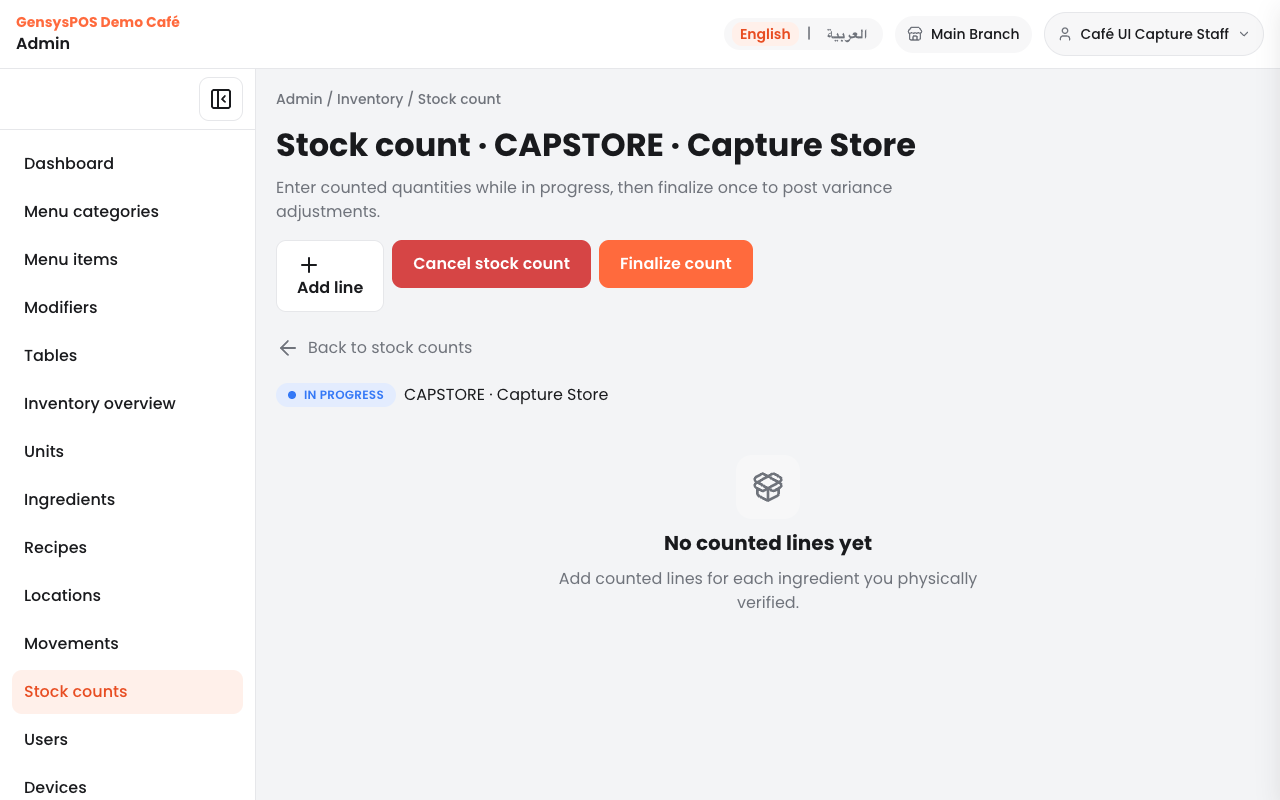 GensysPOS Demo Café
Admin
English | العربية
Main Branch
Café UI Capture Staff
Dashboard
Menu categories
Menu items
Modifiers
Tables
Inventory overview
Units
Ingredients
Recipes
Locations
Movements
Stock counts
Users
Devices
Admin / Inventory / Stock count
Stock count · CAPSTORE · Capture Store
Enter counted quantities while in progress, then finalize once to post variance
adjustments.
Add line
Cancel stock count
Finalize count
Back to stock counts
IN PROGRESS
CAPSTORE · Capture Store
No counted lines yet
Add counted lines for each ingredient you physically
verified.